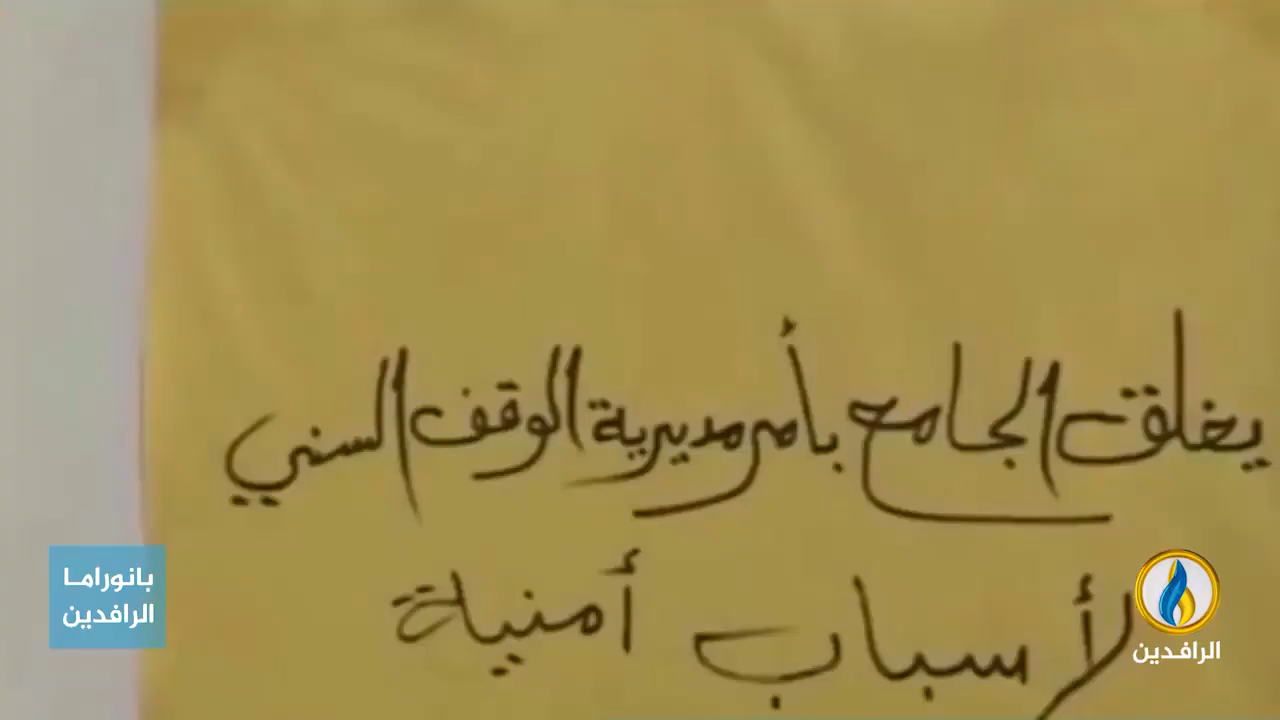 يغلق الجامع بأمر مديرية الوقف السني
لأسباب أمنية
بانوراما
الرافدين
الرافدين